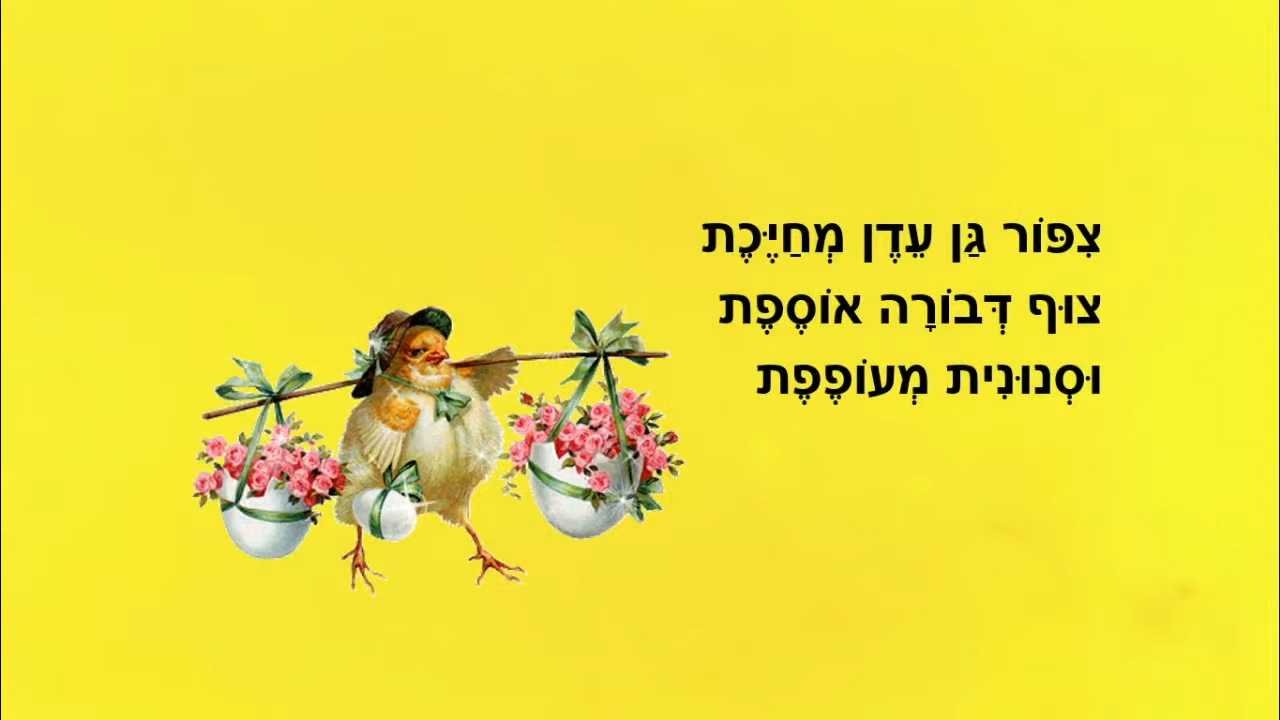 צִפּוֹר גַּן עֵדֶן מְחַיֶּכֶת
צוּף דְּבוֹרָה אוֹסֶפֶת
וּסְנוּנִית מְעוֹפֶפֶת